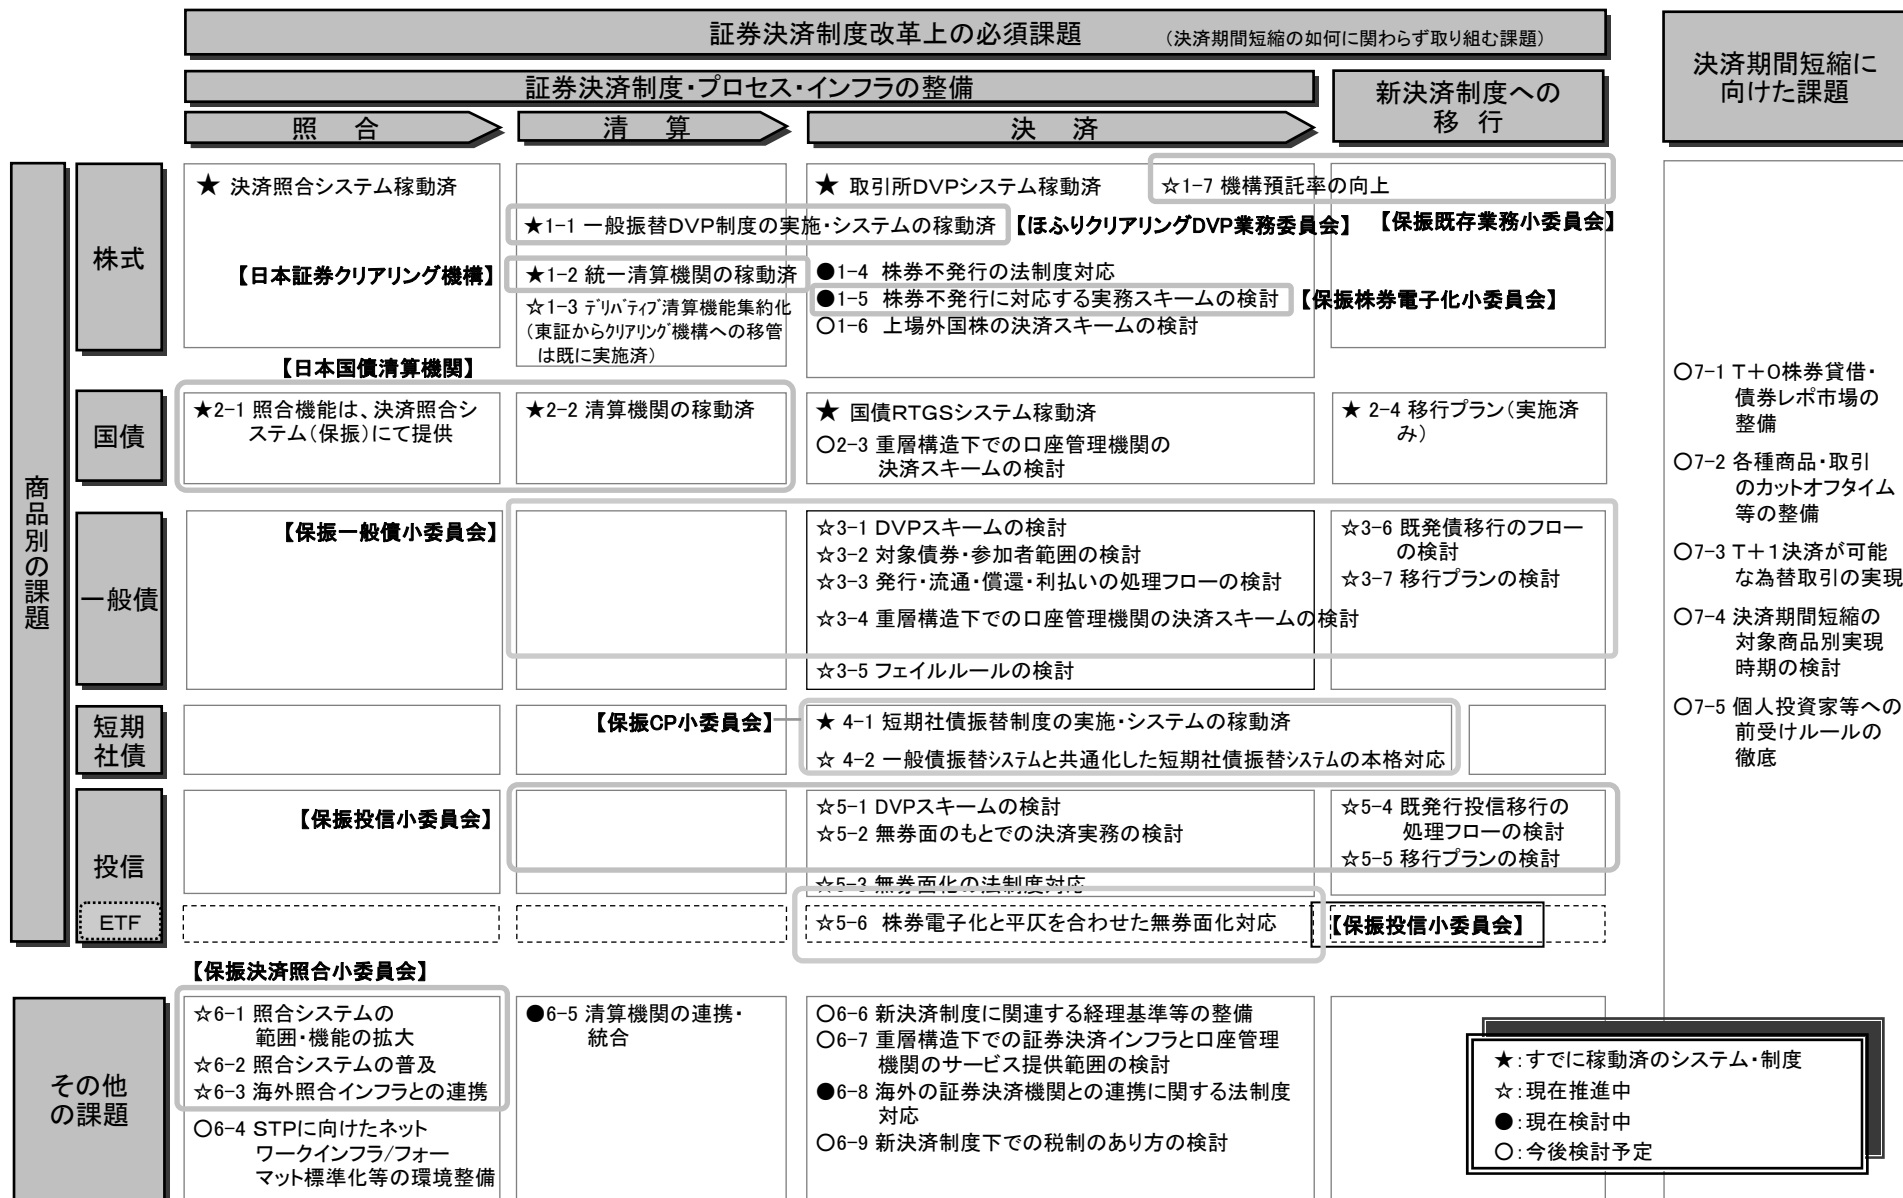 証券決済制度改革上の必須課題 (決済期間短縮の如何に関わらず取り組む課題)
証券決済制度・プロセス・インフラの整備
新決済制度への
移 行
照 合
清 算
決 済
決済期間短縮に
向けた課題
商品別の課題
株式
★ 決済照合システム稼動済
【日本証券クリアリング機構】
★1-1 一般振替DVP制度の実施・システムの稼動済
【ほふりクリアリングDVP業務委員会】
★1-2 統一清算機関の稼動済
☆1-3 デリバティブ清算機能集約化
(東証からクリアリング機構への移管
は既に実施済)
★ 取引所DVPシステム稼動済
☆1-7 機構預託率の向上
【保振既存業務小委員会】
●1-4 株券不発行の法制度対応
●1-5 株券不発行に対応する実務スキームの検討
【保振株券電子化小委員会】
○1-6 上場外国株の決済スキームの検討
【日本国債清算機関】
国債
★2-1 照合機能は、決済照合シ
ステム(保振)にて提供
★2-2 清算機関の稼動済
★ 国債RTGSシステム稼動済
○2-3 重層構造下での口座管理機関の
決済スキームの検討
★ 2-4 移行プラン(実施済
み)
一般債
【保振一般債小委員会】
☆3-1 DVPスキームの検討
☆3-2 対象債券・参加者範囲の検討
☆3-3 発行・流通・償還・利払いの処理フローの検討
☆3-4 重層構造下での口座管理機関の決済スキームの検討
☆3-5 フェイルルールの検討
☆3-6 既発債移行のフロー
の検討
☆3-7 移行プランの検討
短期
社債
【保振CP小委員会】
★ 4-1 短期社債振替制度の実施・システムの稼動済
☆ 4-2 一般債振替システムと共通化した短期社債振替システムの本格対応
投信
【保振投信小委員会】
☆5-1 DVPスキームの検討
☆5-2 無券面のもとでの決済実務の検討
☆5-3 無券面化の法制度対応
☆5-4 既発行投信移行の
処理フローの検討
☆5-5 移行プランの検討
ETF
☆5-6 株券電子化と平仄を合わせた無券面化対応
【保振投信小委員会】
【保振決済照合小委員会】
その他
の課題
☆6-1 照合システムの
範囲・機能の拡大
☆6-2 照合システムの普及
☆6-3 海外照合インフラとの連携
○6-4 STPに向けたネット
ワークインフラ/フォー
マット標準化等の環境整備
●6-5 清算機関の連携・
統合
○6-6 新決済制度に関連する経理基準等の整備
○6-7 重層構造下での証券決済インフラと口座管理
機関のサービス提供範囲の検討
●6-8 海外の証券決済機関との連携に関する法制度
対応
○6-9 新決済制度下での税制のあり方の検討
○7-1 T+0株券貸借・
債券レポ市場の
整備
○7-2 各種商品・取引
のカットオフタイム
等の整備
○7-3 T+1決済が可能
な為替取引の実現
○7-4 決済期間短縮の
対象商品別実現
時期の検討
○7-5 個人投資家等への
前受けルールの
徹底
★:すでに稼動済のシステム・制度
☆:現在推進中
●:現在検討中
○:今後検討予定